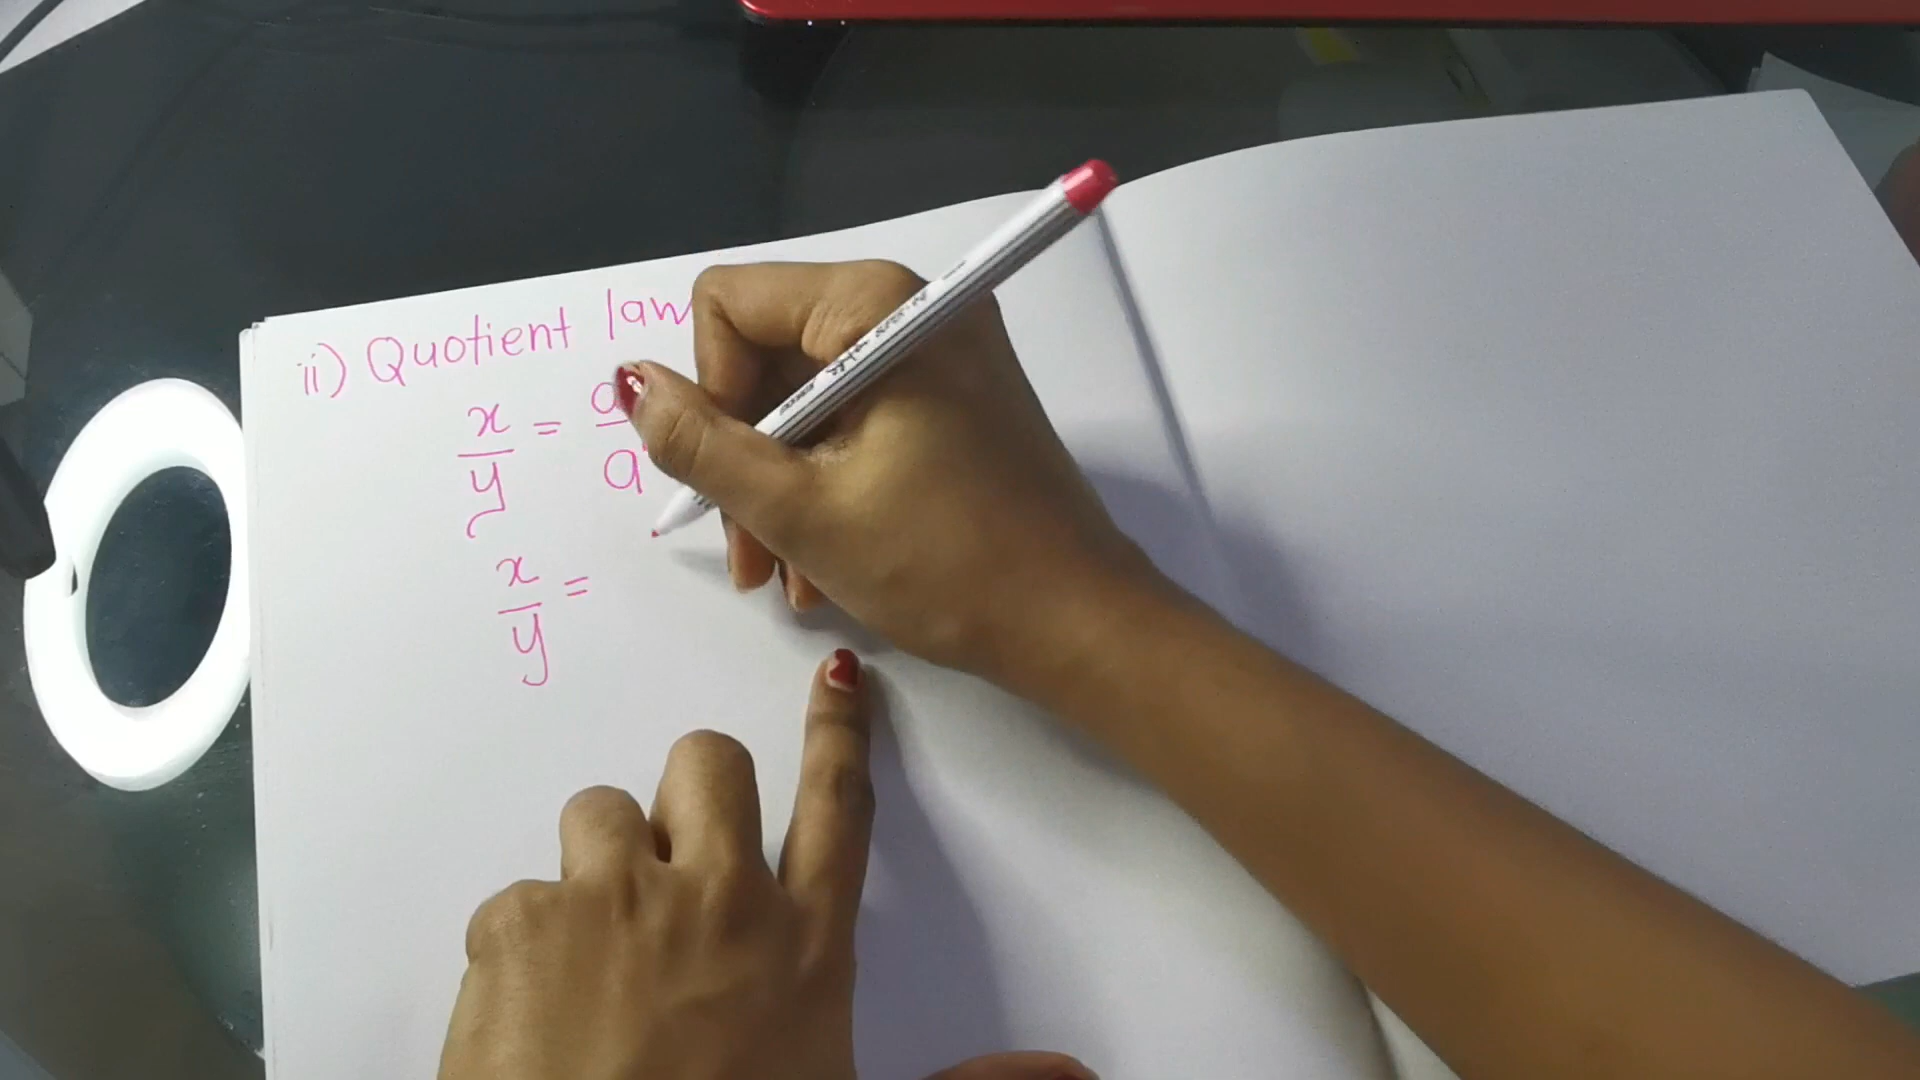 ii) Quotient law
x/y = a/a
x/y =